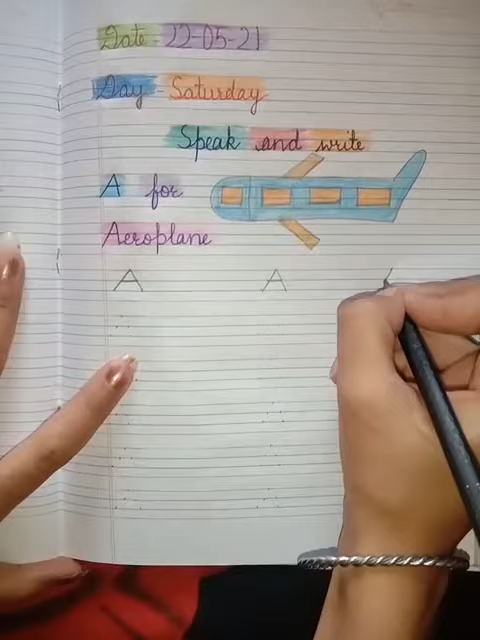 Date - 22-05-21
Day - Saturday
Speak and write
A for
Aeroplane
A A